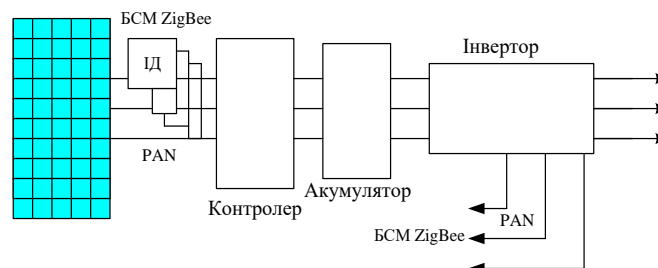 БСМ ZigBee
Інвертор
ІД
PAN
Акумулятор
Контролер
PAN
БСМ ZigBee